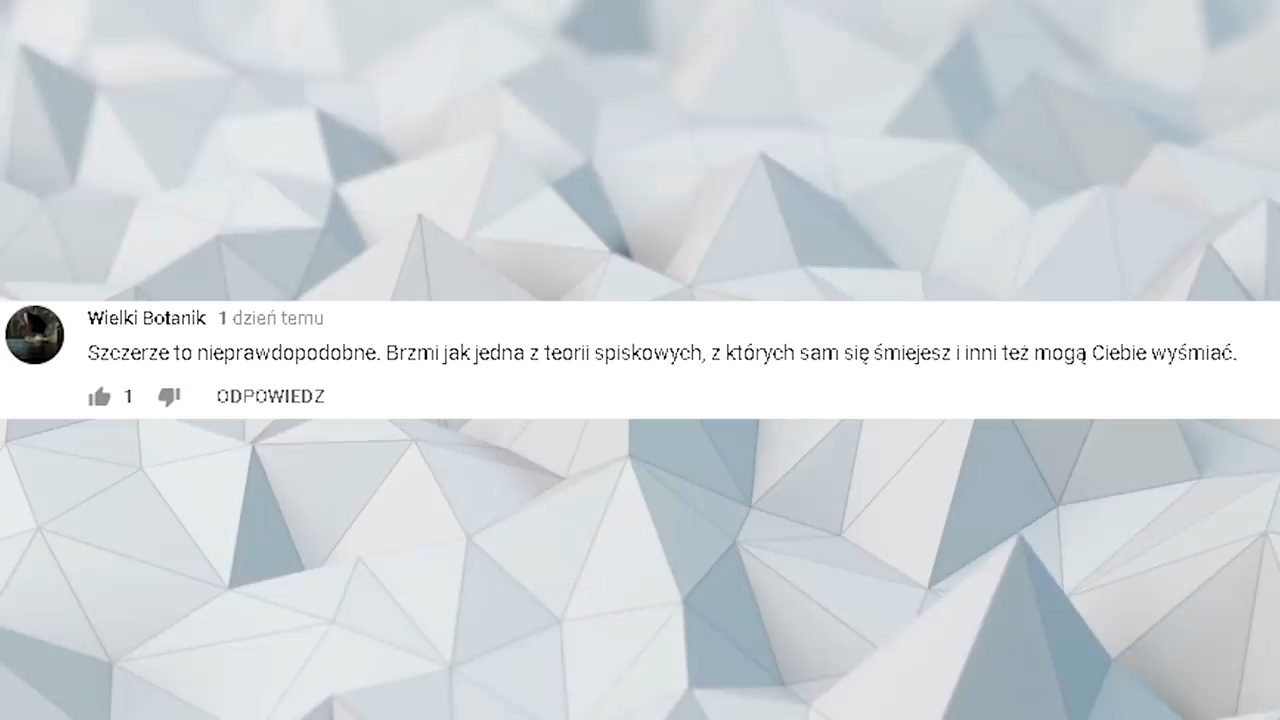 Wielki Botanik 1 dzień temu
Szczerze to nieprawdopodobne. Brzmi jak jedna z teorii spiskowych, z których sam się śmiejesz i inni też mogą Ciebie wyśmiać.
1 ODPOWIEDZ